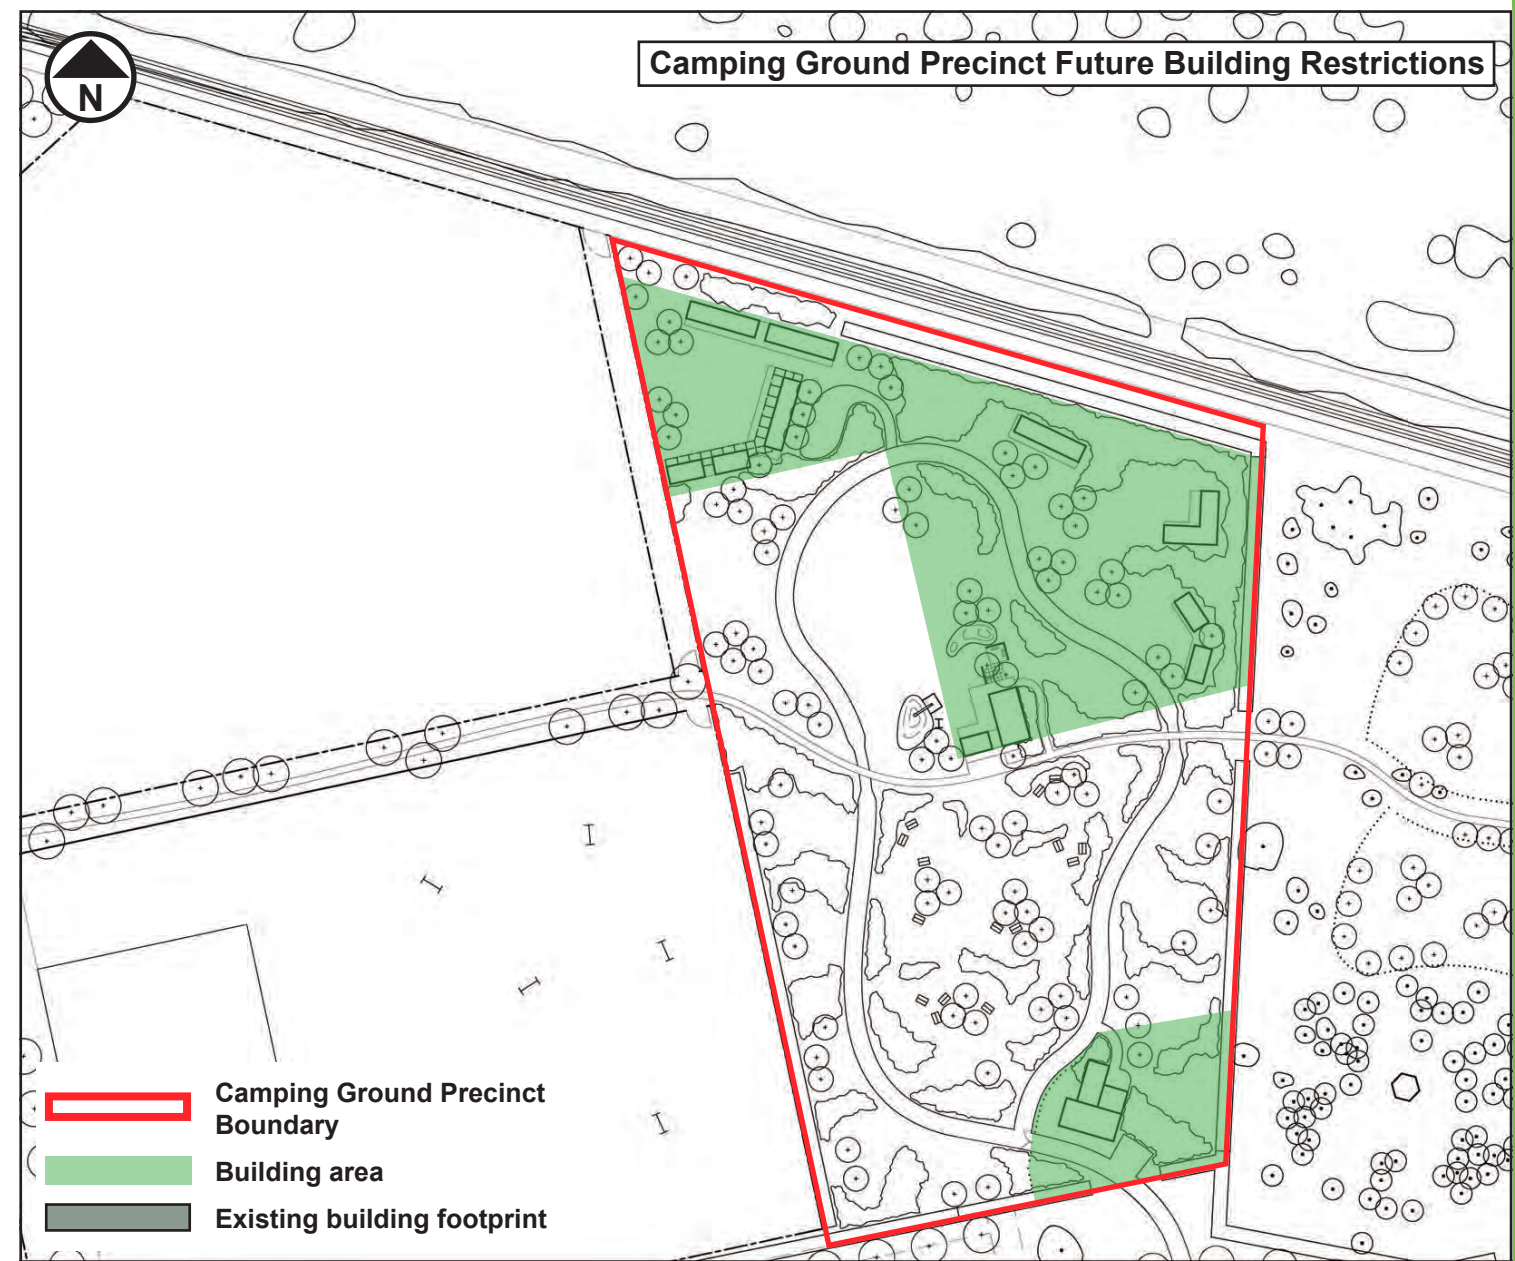 Camping Ground Precinct Future Building Restrictions
N
Camping Ground Precinct
Boundary
Building area
Existing building footprint